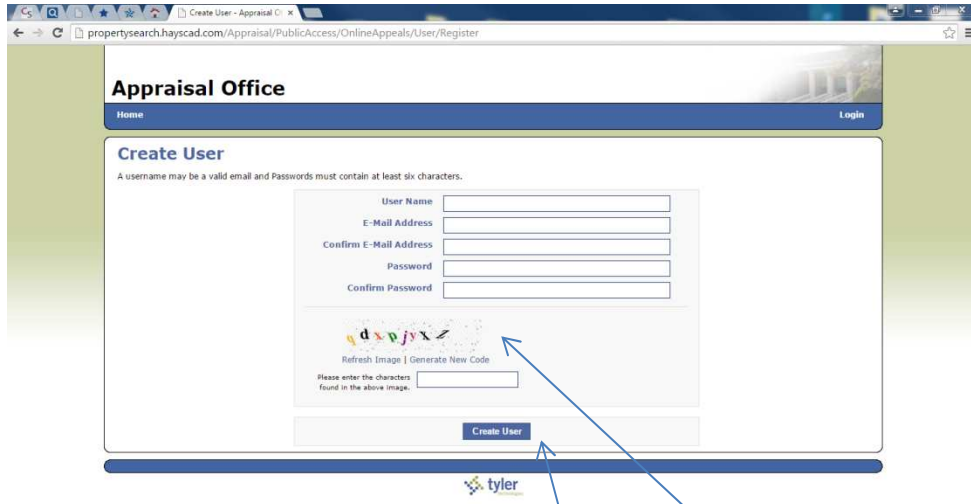 Create User - Appraisal O
propertysearch.hayscad.com/Appraisal/PublicAccess/OnlineAppeals/User/Register
Appraisal Office
Home Login
Create User
A username may be a valid email and Passwords must contain at least six characters.
User Name
E-Mail Address
Confirm E-Mail Address
Password
Confirm Password
qdxpjyxz
Refresh Image | Generate New Code
Please enter the characters
found in the above image.
Create User
tyler